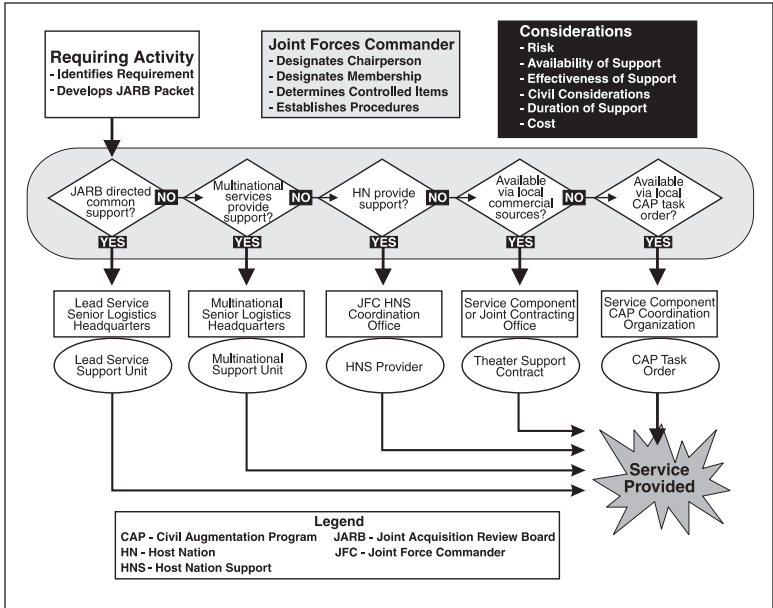 Requiring Activity
- Identifies Requirement
- Develops JARB Packet
Joint Forces Commander
- Designates Chairperson
- Designates Membership
- Determines Controlled Items
- Establishes Procedures
Considerations
- Risk
- Availability of Support
- Effectiveness of Support
- Civil Considerations
- Duration of Support
- Cost
JARB directed
common
support?
NO
Multinational
services
provide
support?
NO
HN provide
support?
NO
Available
via local
commercial
sources?
NO
Available
via local
CAP task
order?
YES
YES
YES
YES
YES
Lead Service
Senior Logistics
Headquarters
Multinational
Senior Logistics
Headquarters
JFC HNS
Coordination
Office
Service Component
or Joint Contracting
Office
Service Component
CAP Coordination
Organization
Lead Service
Support Unit
Multinational
Support Unit
HNS Provider
Theater Support
Contract
CAP Task
Order
Service
Provided
Legend
CAP - Civil Augmentation Program
JARB - Joint Acquisition Review Board
HN - Host Nation
JFC - Joint Force Commander
HNS - Host Nation Support